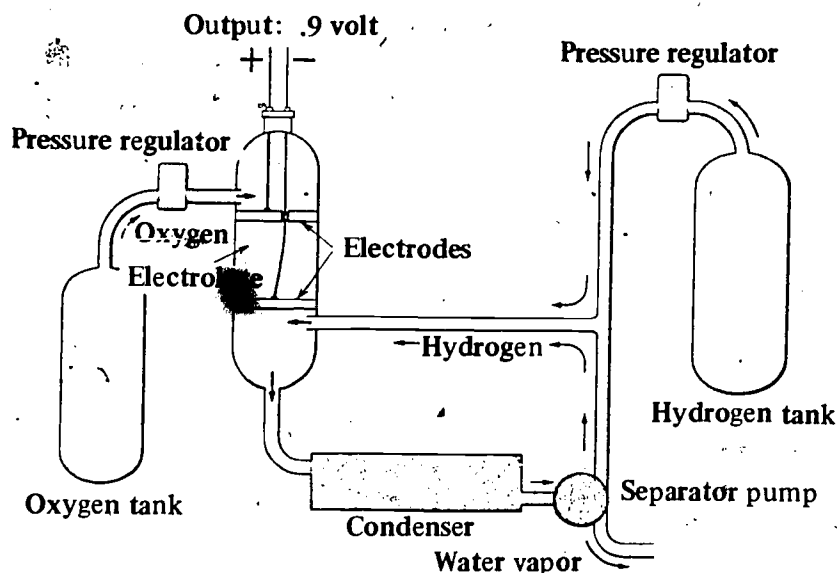 Output: .9 volt
+ −
Pressure regulator
Pressure regulator
Oxygen
Electrodes
Hydrogen
Hydrogen tank
Oxygen tank
Separator pump
Condenser
Water vapor